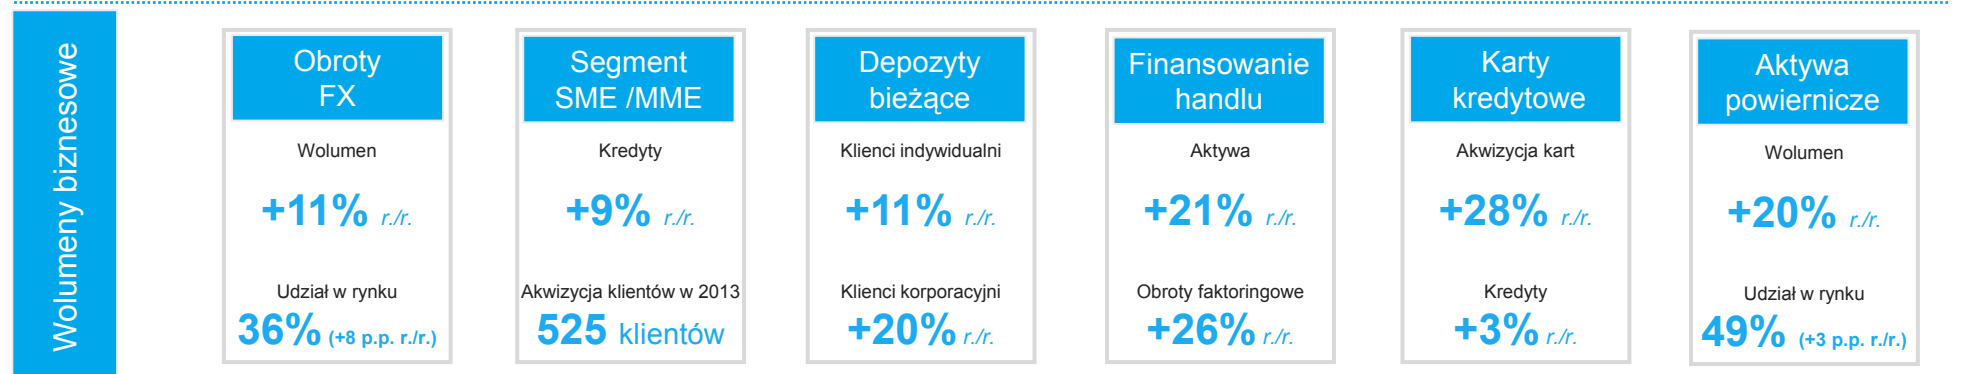 Wolumeny biznesowe
Obroty
FX
Wolumen
+11% r./r.
Udział w rynku
36% (+8 p.p. r./r.)
Segment
SME /MME
Kredyty
+9% r./r.
Akwizycja klientów w 2013
525 klientów
Depozyty
bieżące
Klienci indywidualni
+11% r./r.
Klienci korporacyjni
+20% r./r.
Finansowanie
handlu
Aktywa
+21% r./r.
Obroty faktoringowe
+26% r./r.
Karty
kredytowe
Akwizycja kart
+28% r./r.
Kredyty
+3% r./r.
Aktywa
powiernicze
Wolumen
+20% r./r.
Udział w rynku
49% (+3 p.p. r./r.)